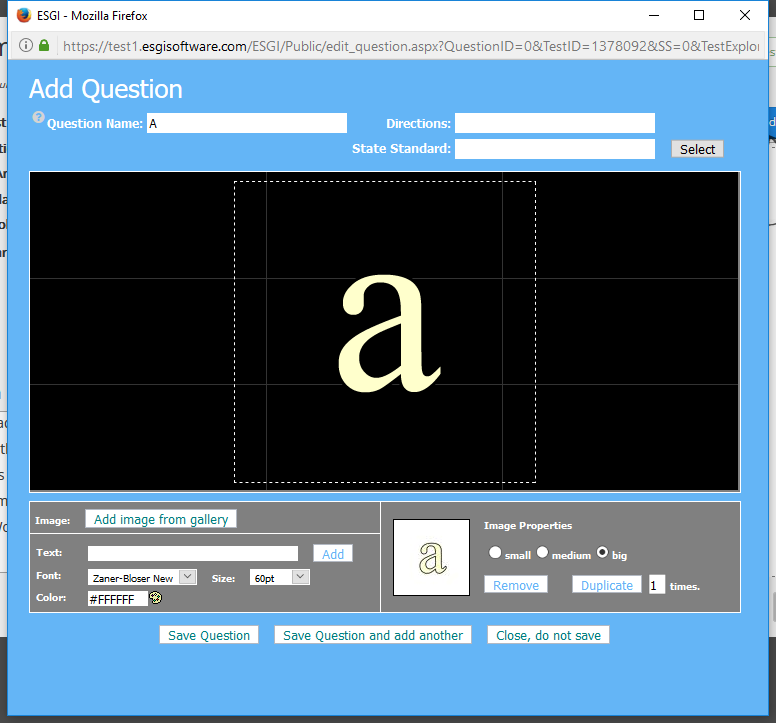 ESGI - Mozilla Firefox
https://test1.esgisoftware.com/ESGI/Public/edit_question.aspx?QuestionID=0&TestID=1378092&SS=0&TestExplor
Add Question
? Question Name: A Directions:
State Standard: Select
a
Image: Add image from gallery
Text: Add
Font: Zaner-Bloser New Size: 60pt
Color: #FFFFFF
a
Image Properties
small medium big
Remove Duplicate 1 times.
Save Question Save Question and add another Close, do not save